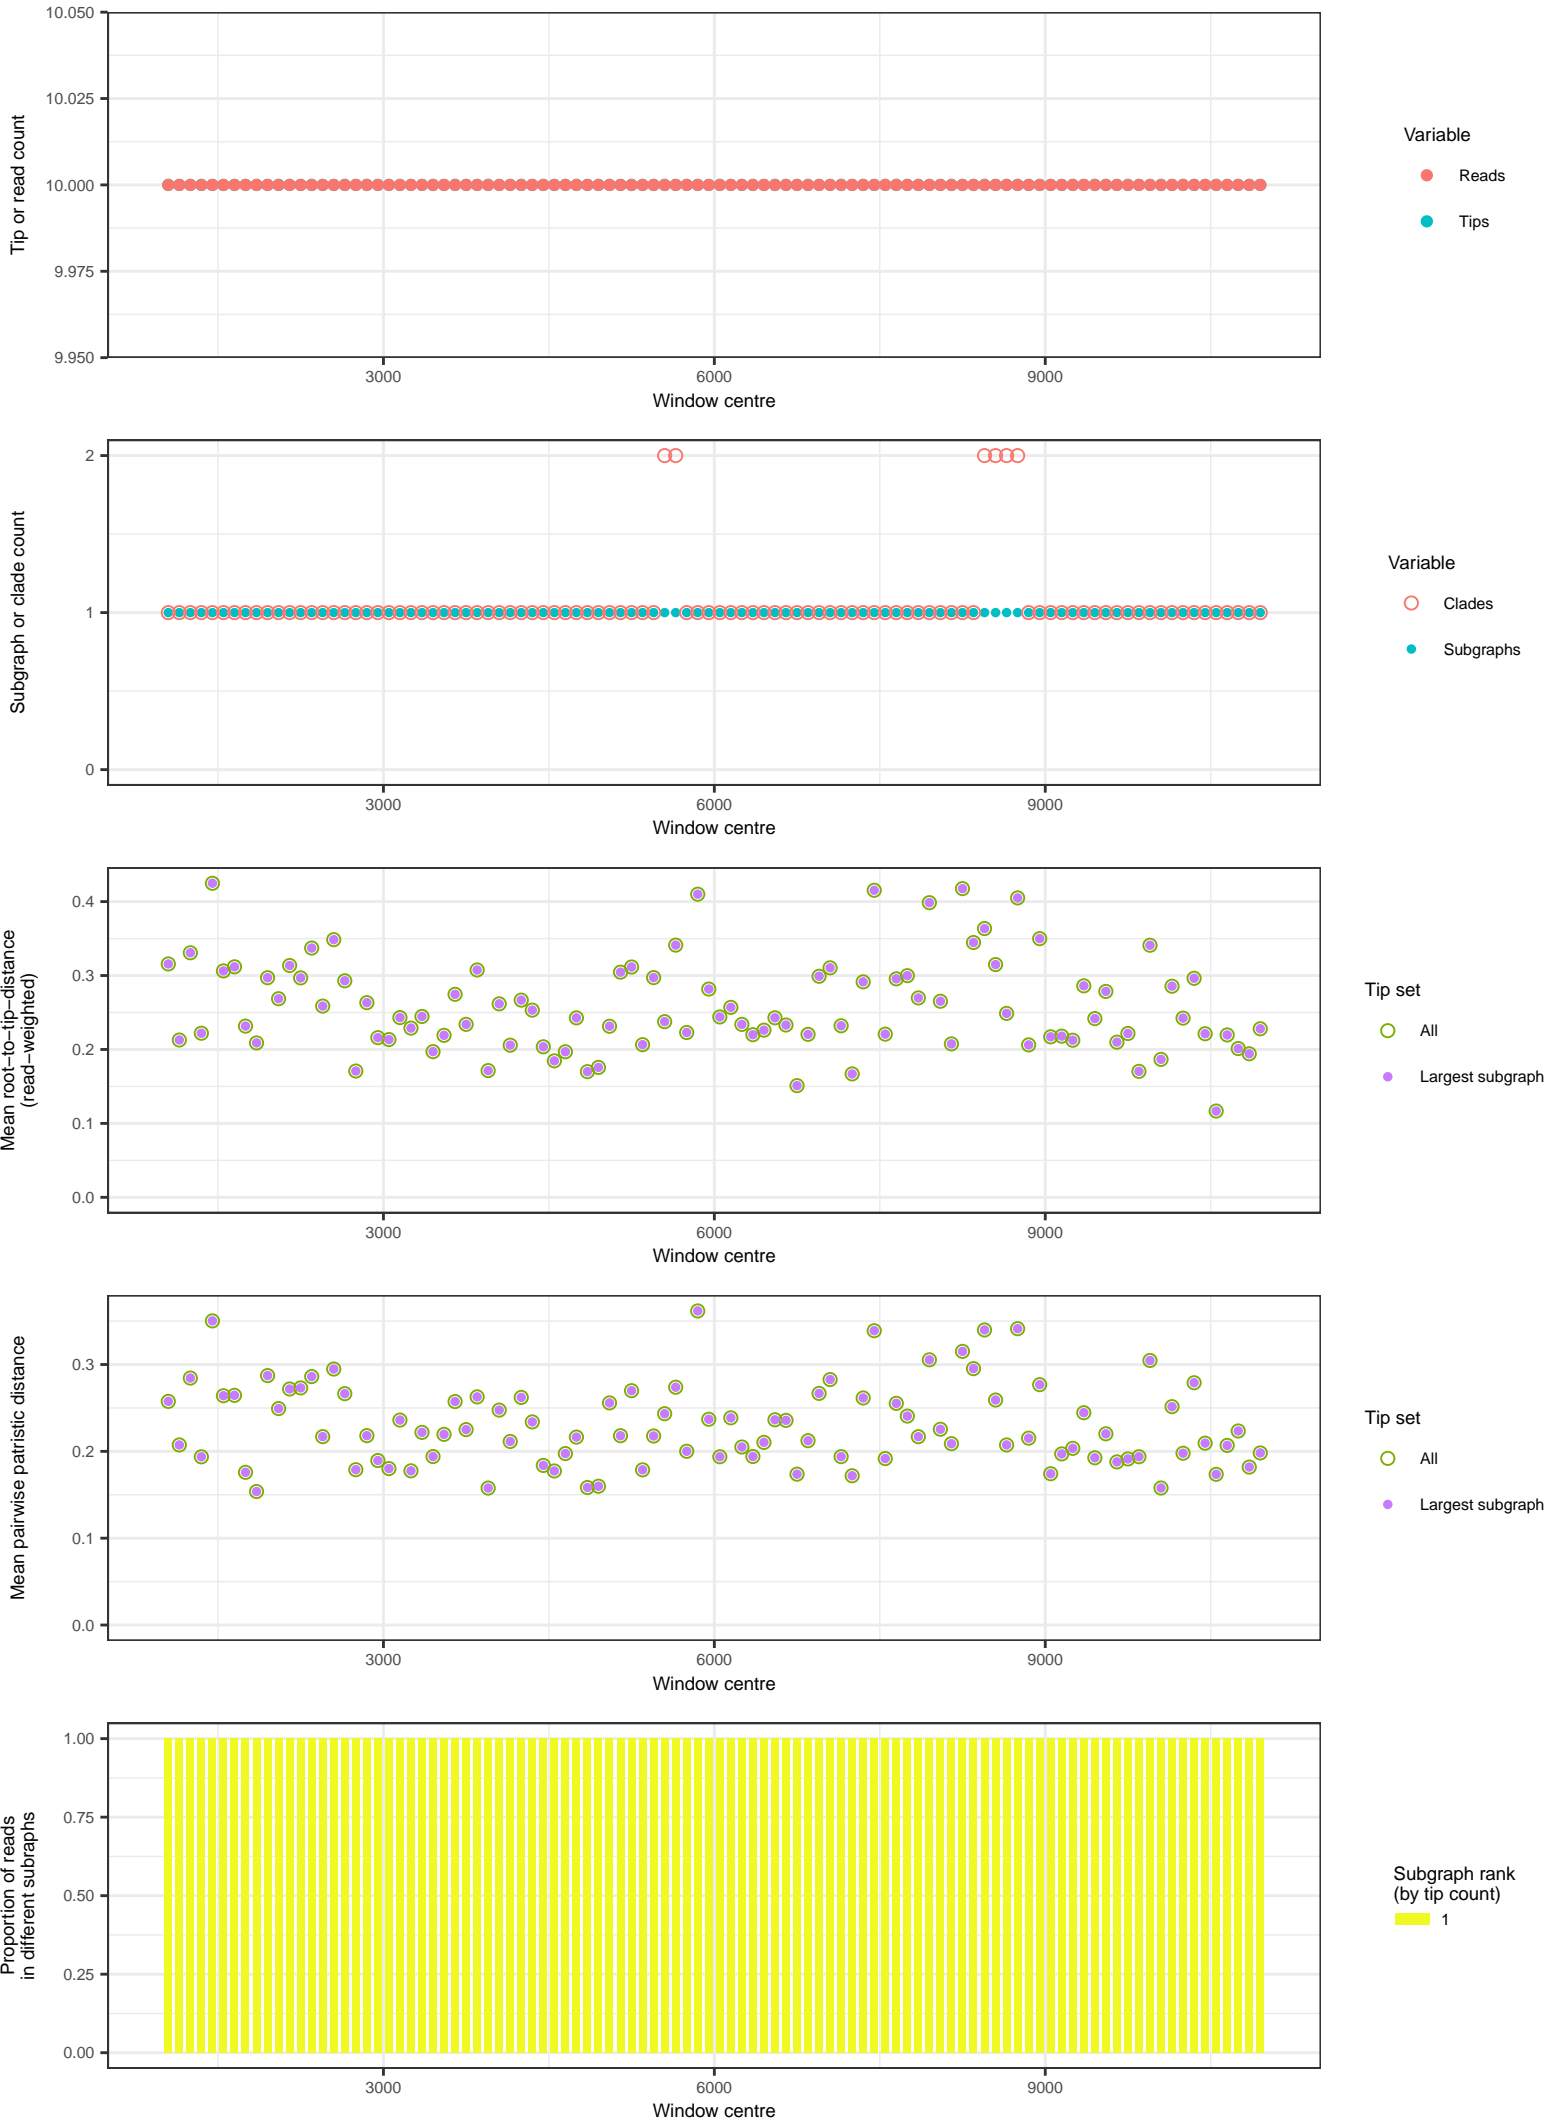 10.050
10.025
10.000
9.975
9.950
Tip or read count
3000
6000
9000
Window centre
Variable
Reads
Tips
2
1
0
Subgraph or clade count
3000
6000
9000
Window centre
Variable
Clades
Subgraphs
0.4
0.3
0.2
0.1
0.0
Mean root−to−tip−distance
(read−weighted)
3000
6000
9000
Window centre
Tip set
All
Largest subgraph
0.3
0.2
0.1
0.0
Mean pairwise patristic distance
3000
6000
9000
Window centre
Tip set
All
Largest subgraph
1.00
0.75
0.50
0.25
0.00
Proportion of reads
in different subraphs
3000
6000
9000
Window centre
Subgraph rank
(by tip count)
1